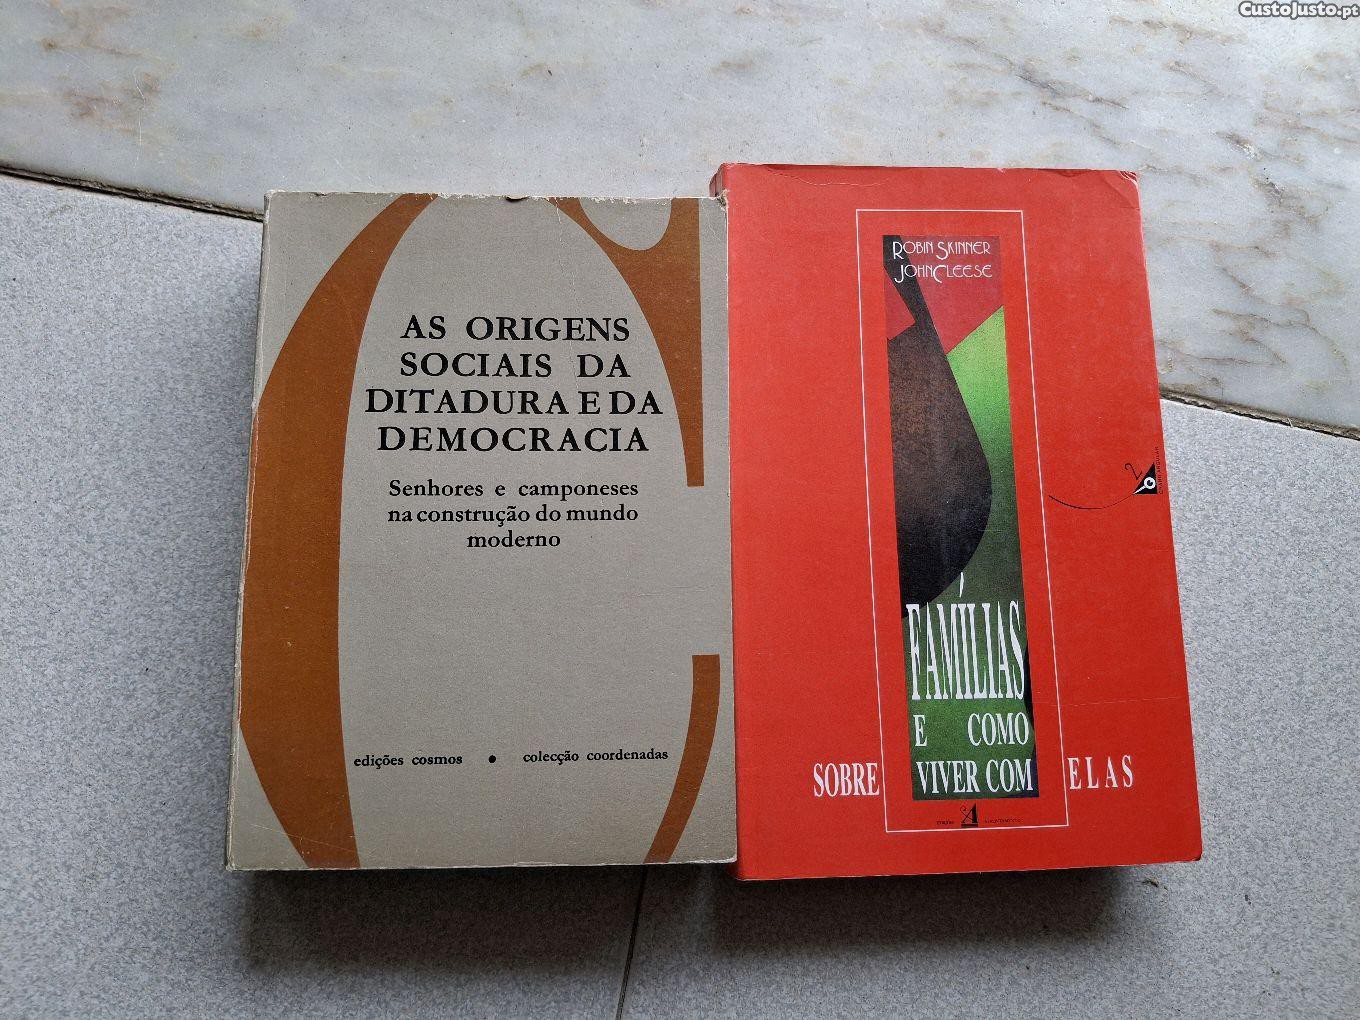 CustoJusto.pt
AS ORIGENS
SOCIAIS DA
DITADURA E DA
DEMOCRACIA
Senhores e camponeses
na construção do mundo
moderno
edições cosmos • colecção coordenadas
ROBIN SKINNER
JOHN CLEESE
2
FAMÍLIAS
E COMO
SOBRE VIVER COM ELAS
A